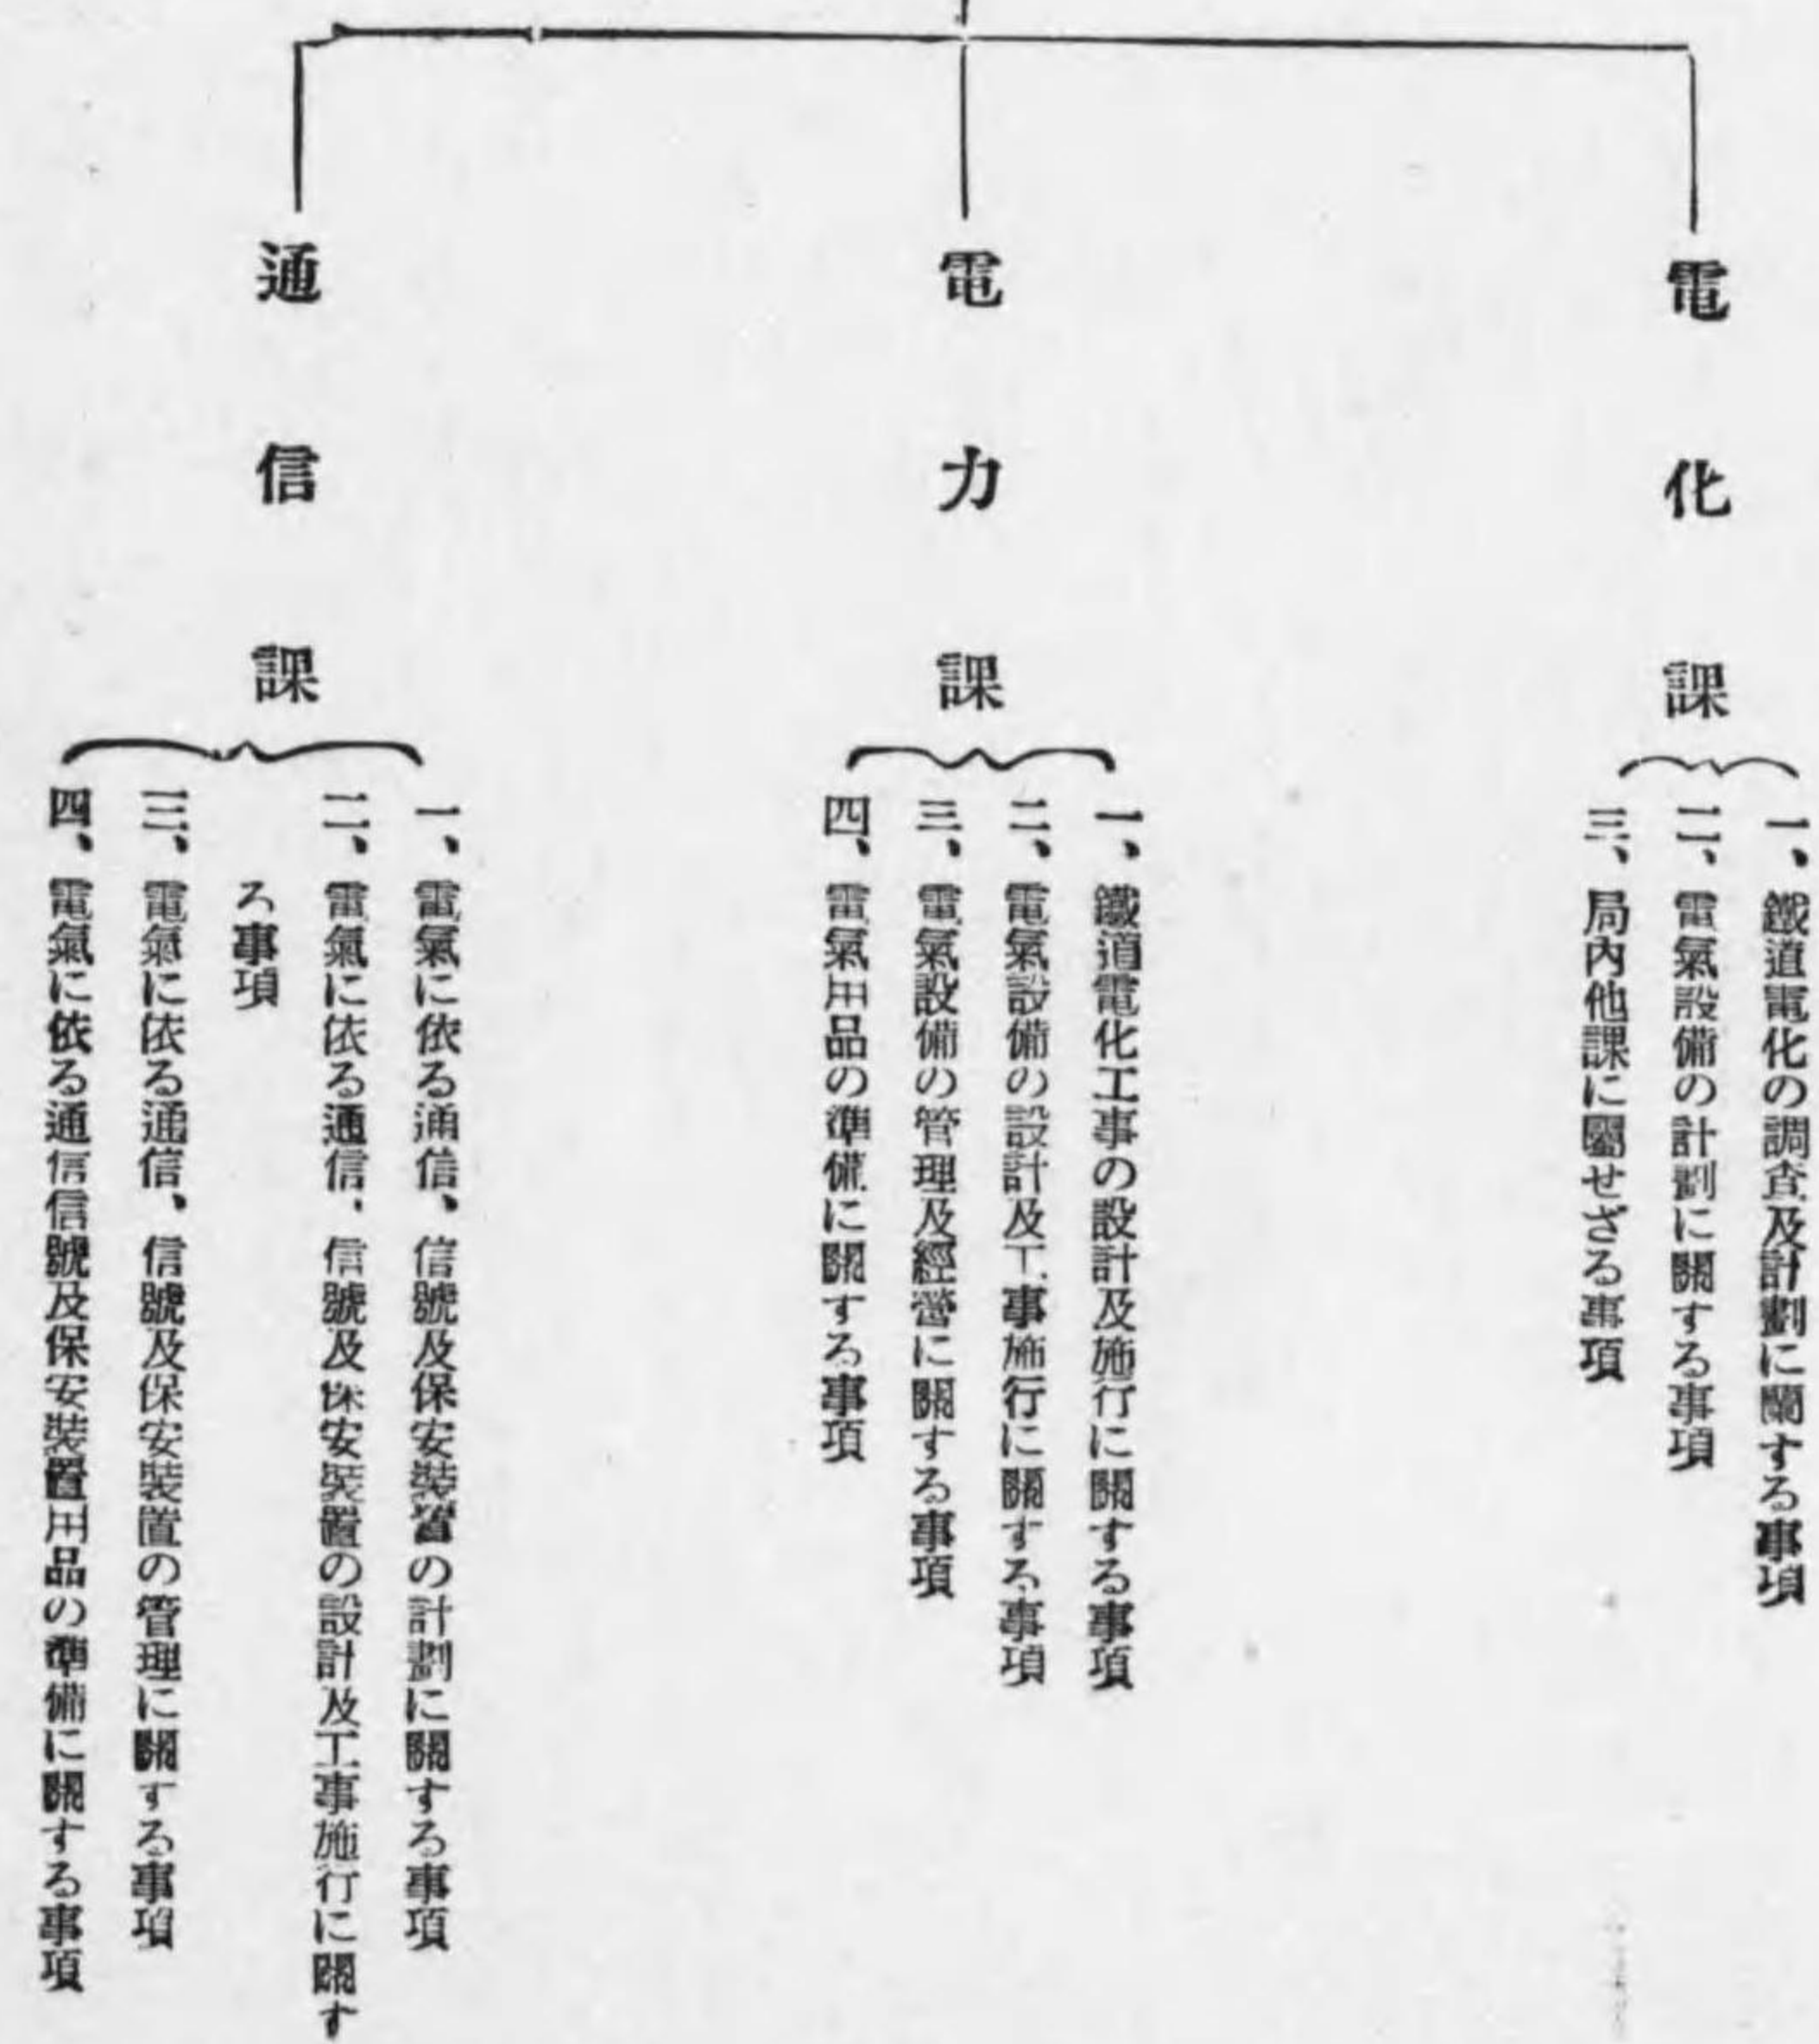 電化課
一、鐵道電化の調査及計劃に關する事項
二、電氣設備の計劃に關する事項
三、局內他課に屬せざる事項
電力課
一、鐵道電化工事の設計及施行に關する事項
二、電氣設備の設計及工事施行に關する事項
三、電氣設備の管理及經營に關する事項
四、電氣用品の準備に關する事項
通信課
一、電氣に依る通信、信號及保安裝置の計劃に關する事項
二、電氣に依る通信、信號及保安裝置の設計及工事施行に關す
る事項
三、電氣に依る通信、信號及保安裝置の管理に關する事項
四、電氣に依る通信信號及保安裝置用品の準備に關する事項